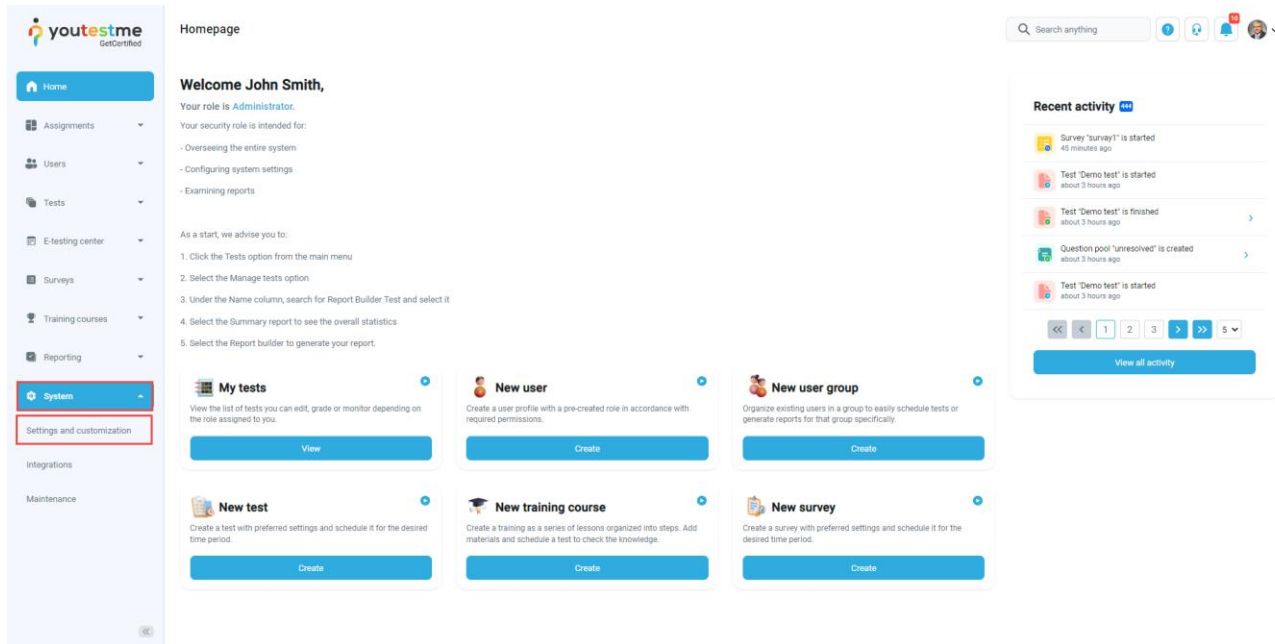 youtestme
GetCertified
Homepage
Search anything
?
10
Home
Assignments
Users
Tests
E-testing center
Surveys
Training courses
Reporting
System
Settings and customization
Integrations
Maintenance
Welcome John Smith,
Your role is Administrator.
Your security role is intended for:
- Overseeing the entire system
- Configuring system settings
- Examining reports
As a start, we advise you to:
1. Click the Tests option from the main menu
2. Select the Manage tests option
3. Under the Name column, search for Report Builder Test and select it
4. Select the Summary report to see the overall statistics
5. Select the Report builder to generate your report.
My tests
View the list of tests you can edit, grade or monitor depending on
the role assigned to you.
View
New user
Create a user profile with a pre-created role in accordance with
required permissions.
Create
New user group
Organize existing users in a group to easily schedule tests or
generate reports for that group specifically.
Create
New test
Create a test with preferred settings and schedule it for the desired
time period.
Create
New training course
Create a training as a series of lessons organized into steps. Add
materials and schedule a test to check the knowledge.
Create
New survey
Create a survey with preferred settings and schedule it for the
desired time period.
Create
Recent activity 444
Survey "survay1" is started
45 minutes ago
Test "Demo test" is started
about 3 hours ago
Test "Demo test" is finished
about 3 hours ago
Question pool "unresolved" is created
about 3 hours ago
Test "Demo test" is started
about 3 hours ago
1 2 3 5
View all activity